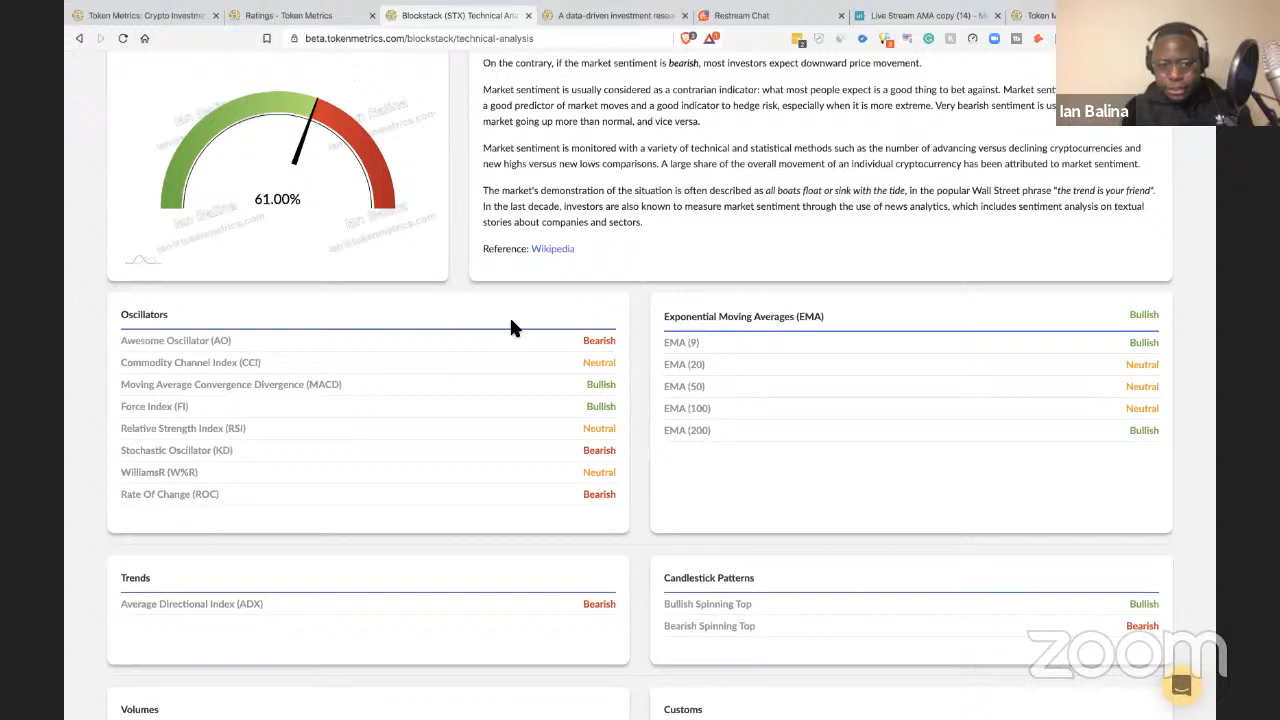 Token Metrics: Crypto Investme
Ratings - Token Metrics
Blockstack (STX) Technical An
A data-driven investment resea
Restream Chat
Live Stream AMA copy (14) - M
Token M
beta.tokenmetrics.com/blockstack/technical-analysis
Ian Balina
On the contrary, if the market sentiment is bearish, most investors expect downward price movement.
Market sentiment is usually considered as a contrarian indicator: what most people expect is a good thing to bet against. Market sent
a good predictor of market moves and a good indicator to hedge risk, especially when it is more extreme. Very bearish sentiment is us
market going up more than normal, and vice versa.
Market sentiment is monitored with a variety of technical and statistical methods such as the number of advancing versus declining cryptocurrencies and
new highs versus new lows comparisons. A large share of the overall movement of an individual cryptocurrency has been attributed to market sentiment.
The market's demonstration of the situation is often described as all boats float or sink with the tide, in the popular Wall Street phrase "the trend is your friend".
In the last decade, investors are also known to measure market sentiment through the use of news analytics, which includes sentiment analysis on textual
stories about companies and sectors.
Reference: Wikipedia
61.00%
Ian Balina
ian@tokenmetrics.com
Ian Balina
ian@tokenmetrics.com
Oscillators
Awesome Oscillator (AO) Bearish
Commodity Channel Index (CCI) Neutral
Moving Average Convergence Divergence (MACD) Bullish
Force Index (FI) Bullish
Relative Strength Index (RSI) Neutral
Stochastic Oscillator (KD) Bearish
WilliamsR (W%R) Neutral
Rate Of Change (ROC) Bearish
Exponential Moving Averages (EMA) Bullish
EMA (9) Bullish
EMA (20) Neutral
EMA (50) Neutral
EMA (100) Neutral
EMA (200) Bullish
Trends
Average Directional Index (ADX) Bearish
Candlestick Patterns
Bullish Spinning Top Bullish
Bearish Spinning Top Bearish
zoom
Volumes
Customs